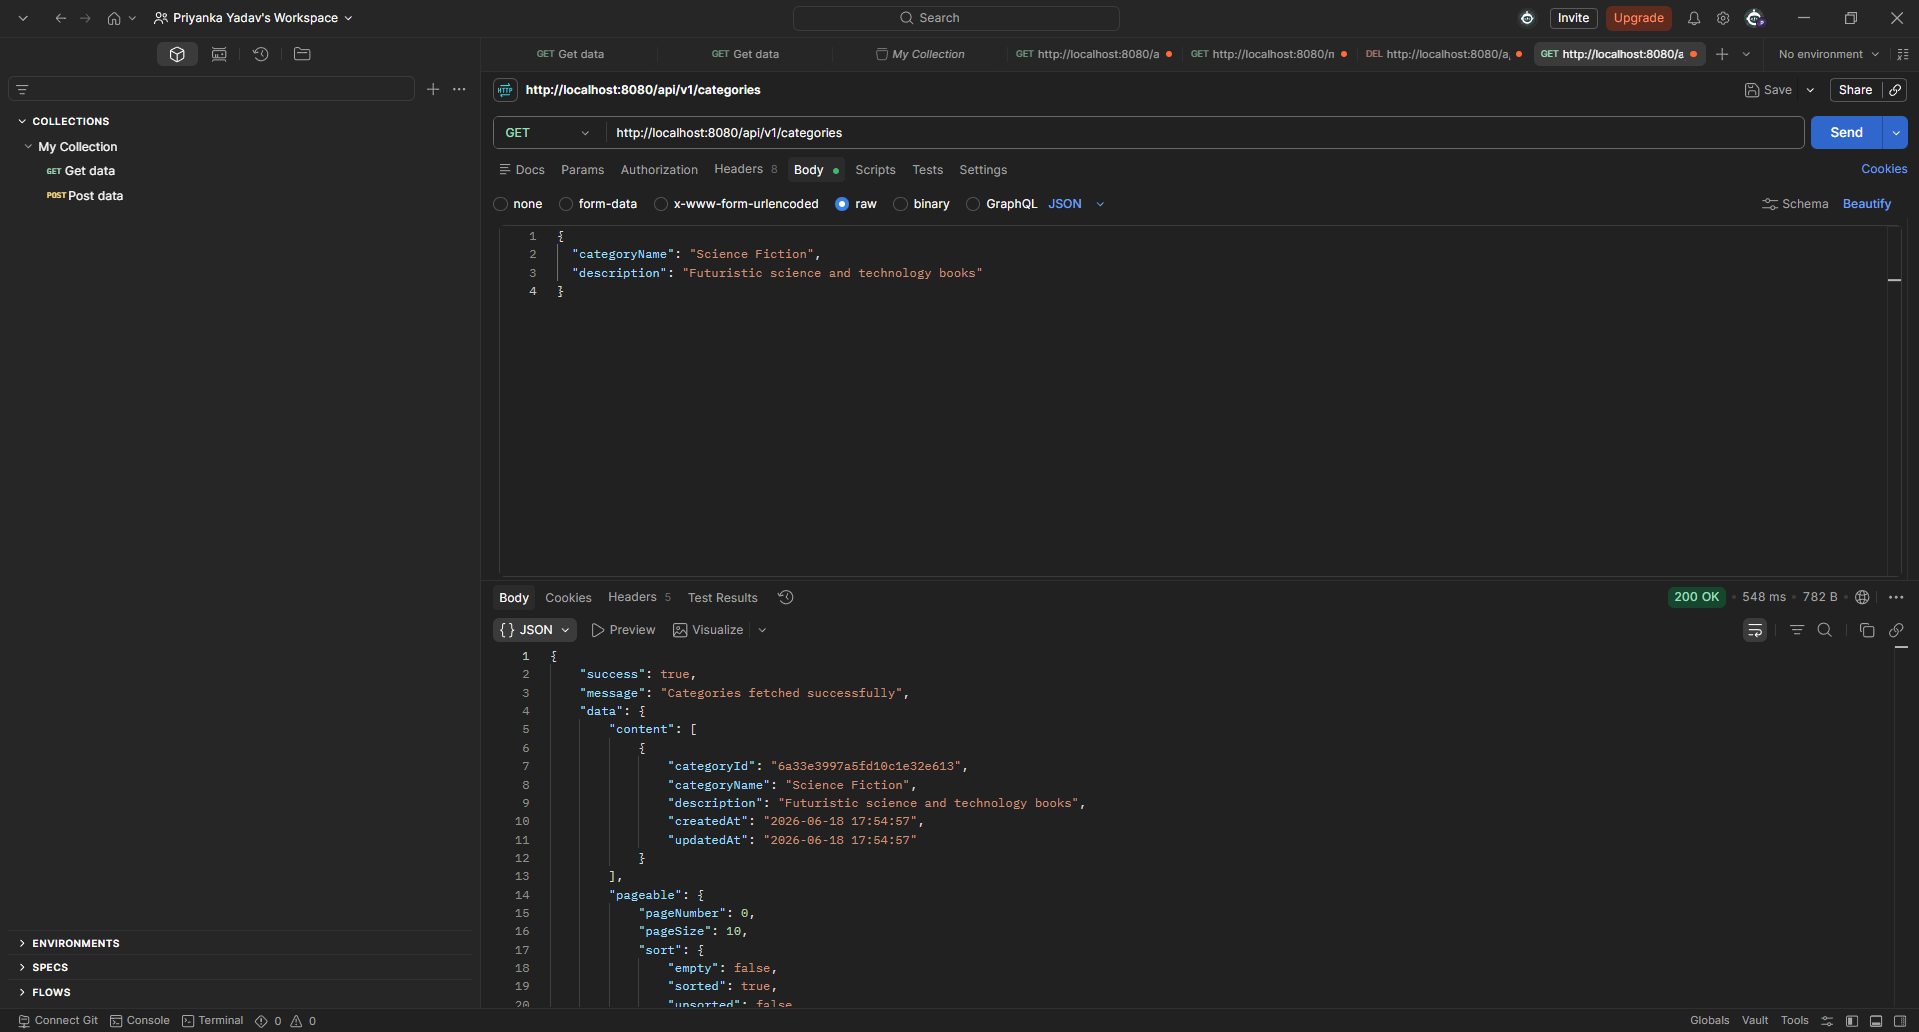 Priyanka Yadav's Workspace
Search
Invite
Upgrade
GET Get data
GET Get data
My Collection
GET http://localhost:8080/a
GET http://localhost:8080/n
DEL http://localhost:8080/a,
GET http://localhost:8080/a
No environment
HTTP http://localhost:8080/api/v1/categories
Save
Share
COLLECTIONS
My Collection
GET Get data
POST Post data
GET http://localhost:8080/api/v1/categories
Send
Docs Params Authorization Headers 8 Body Scripts Tests Settings
Cookies
none form-data x-www-form-urlencoded raw binary GraphQL JSON
Schema Beautify
1 {
2 "categoryName": "Science Fiction",
3 "description": "Futuristic science and technology books"
4 }
Body Cookies Headers 5 Test Results
200 OK 548 ms 782 B
{} JSON Preview Visualize
1 {
2 "success": true,
3 "message": "Categories fetched successfully",
4 "data": {
5 "content": [
6 {
7 "categoryId": "6a33e3997a5fd10c1e32e613",
8 "categoryName": "Science Fiction",
9 "description": "Futuristic science and technology books",
10 "createdAt": "2026-06-18 17:54:57",
11 "updatedAt": "2026-06-18 17:54:57"
12 }
13 ],
14 "pageable": {
15 "pageNumber": 0,
16 "pageSize": 10,
17 "sort": {
18 "empty": false,
19 "sorted": true,
20 "unsorted": false
ENVIRONMENTS
SPECS
FLOWS
Connect Git Console Terminal 0 0
Globals Vault Tools